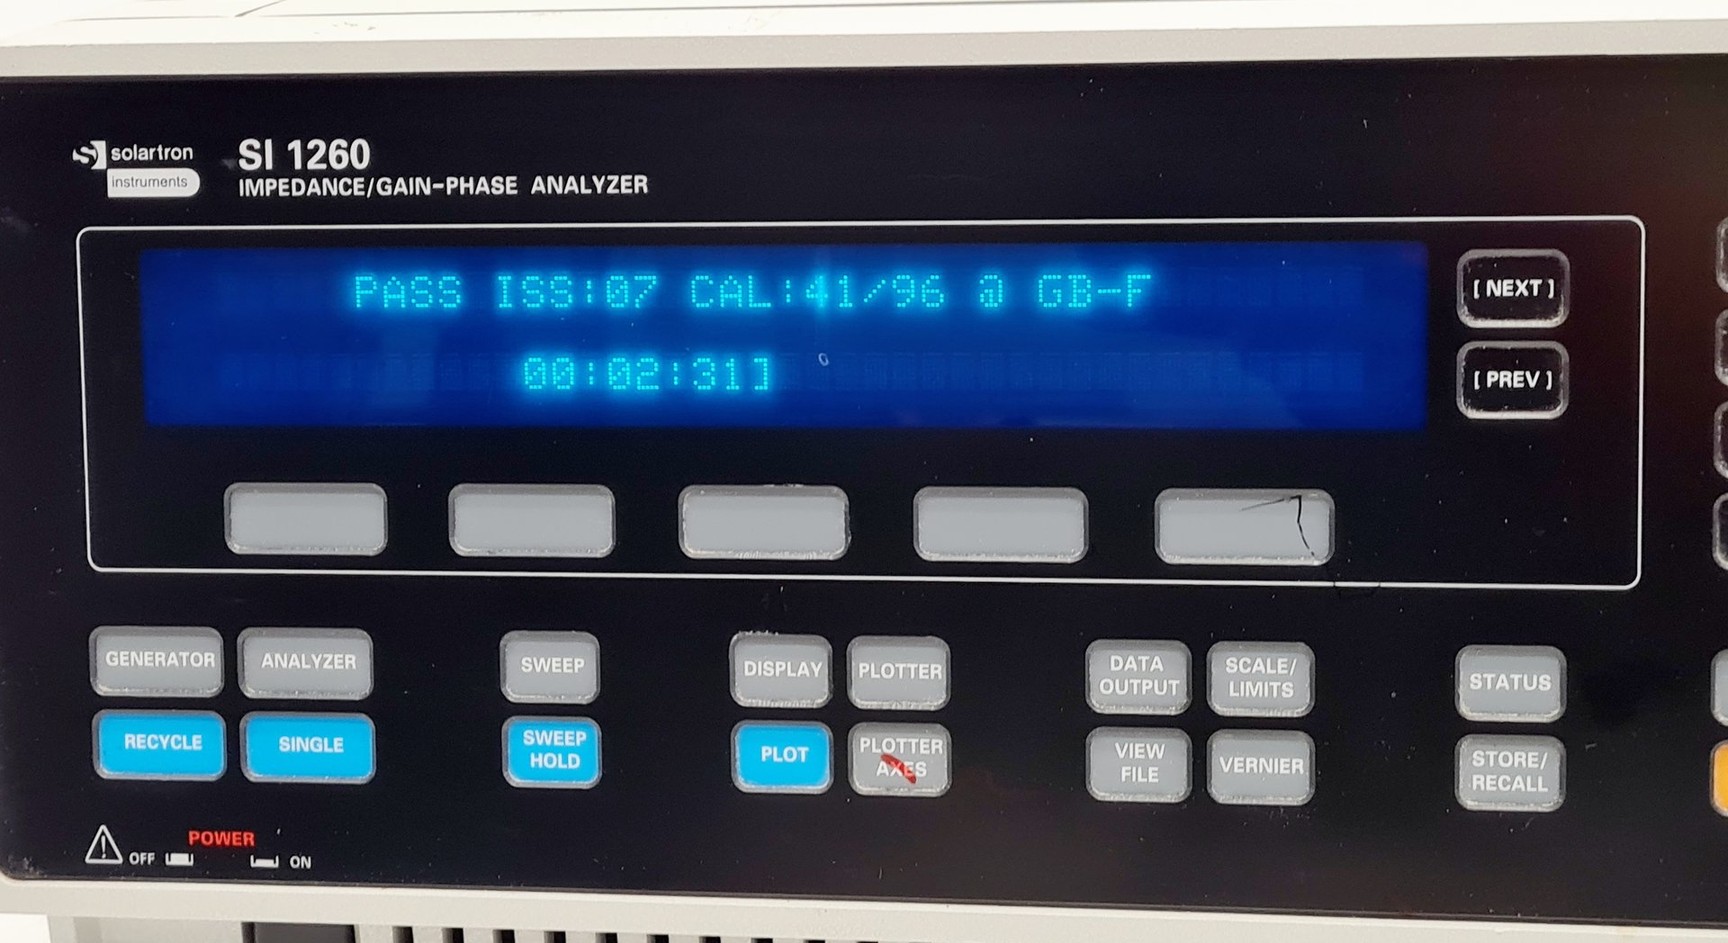 solartron
instruments
SI 1260
IMPEDANCE/GAIN-PHASE ANALYZER
PASS ISS:07 CAL:41/96 @ GB-F
00:02:31]
[ NEXT ]
[ PREV ]
GENERATOR
ANALYZER
SWEEP
DISPLAY
PLOTTER
DATA
OUTPUT
SCALE/
LIMITS
STATUS
RECYCLE
SINGLE
SWEEP
HOLD
PLOT
PLOTTER
AXES
VIEW
FILE
VERNIER
STORE/
RECALL
POWER
OFF
ON